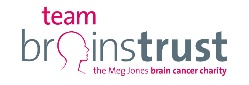 team
brainstrust
the Meg Jones brain cancer charity